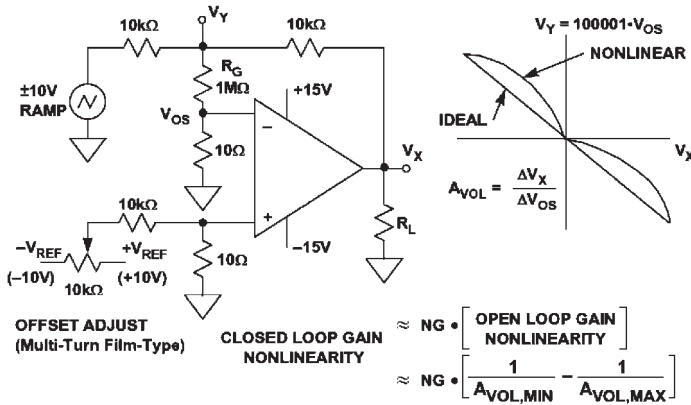 V_Y
10kΩ
10kΩ
R_G
1MΩ
±10V
RAMP
+15V
V_OS
−
10Ω
V_X
10kΩ
+
−V_REF
+V_REF
(–10V)
(+10V)
10kΩ
10Ω
–15V
R_L
OFFSET ADJUST
(Multi-Turn Film-Type)
V_Y = 100001•V_OS
NONLINEAR
IDEAL
V_X
A_VOL = ΔV_X / ΔV_OS
CLOSED LOOP GAIN
NONLINEARITY
≈ NG • [ OPEN LOOP GAIN
NONLINEARITY ]
≈ NG • [ 1 / A_VOL,MIN − 1 / A_VOL,MAX ]